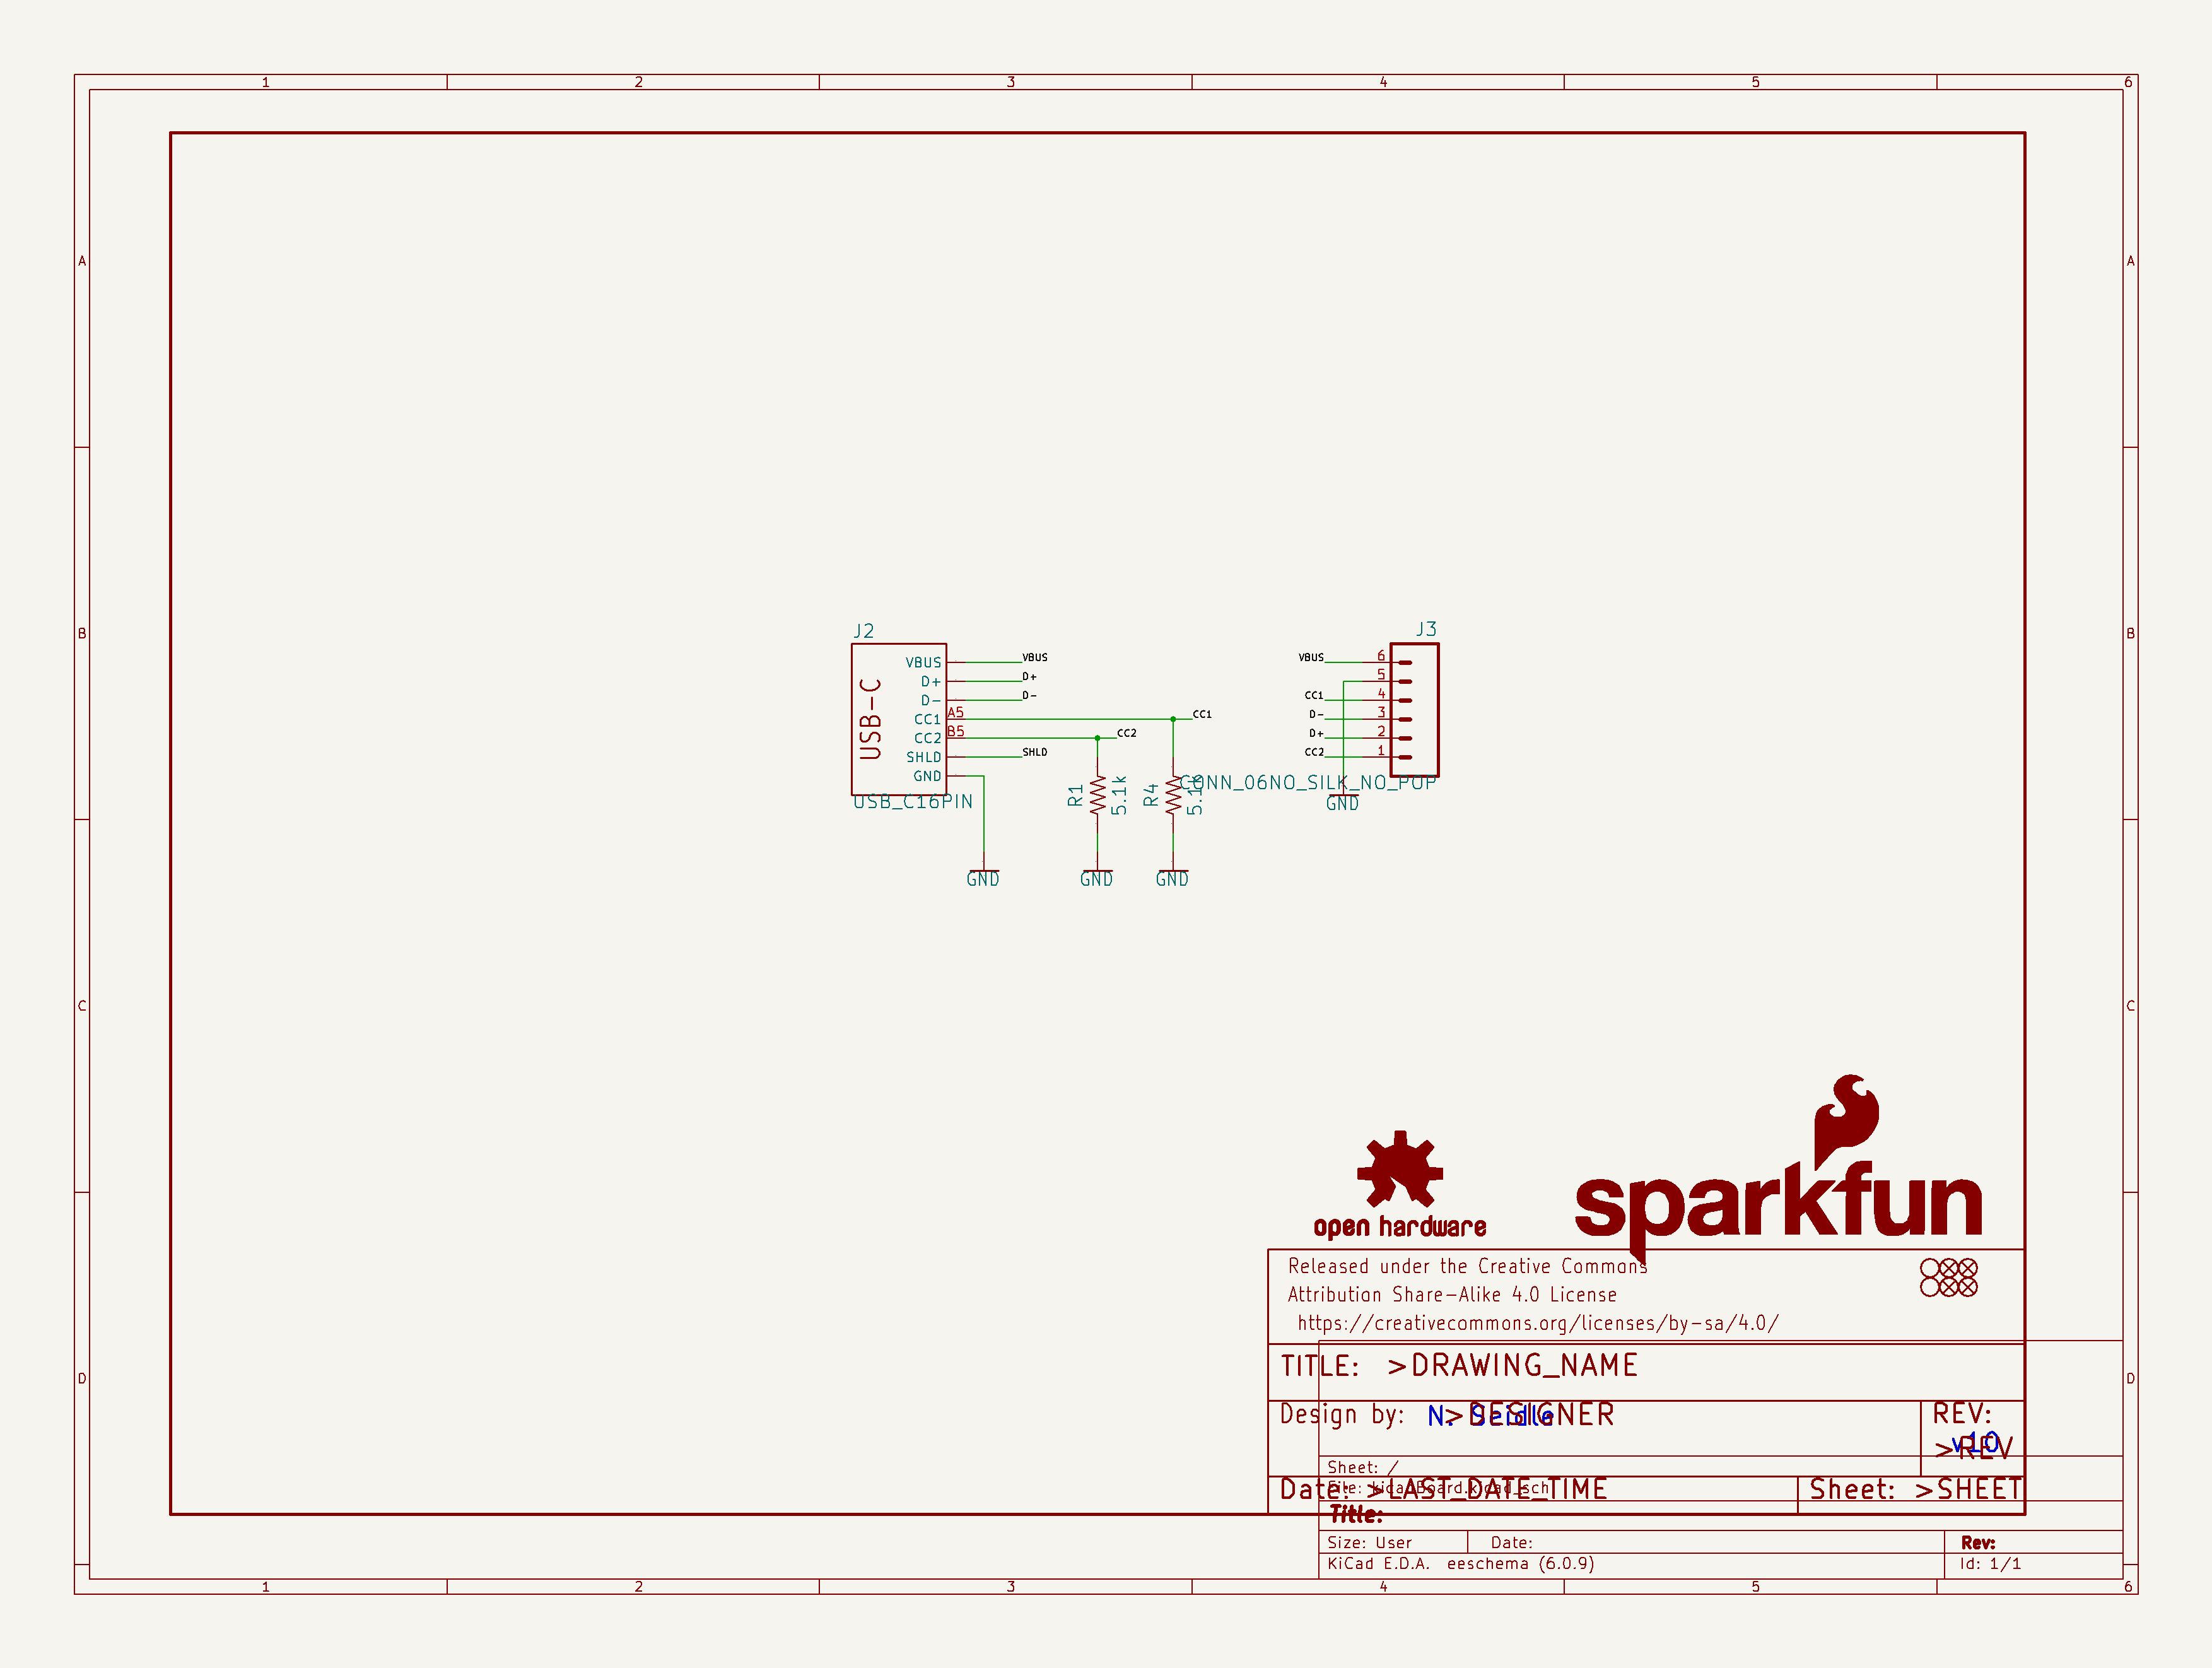 1 2 3 4 5 6
A A
B B
C C
D D
J2
USB-C
VBUS
D+
D-
CC1
CC2
SHLD
GND
A5
B5
USB_C16PIN
VBUS
D+
D-
CC1
CC2
SHLD
R1
5.1k
R4
5.1k
GND
GND
GND
J3
VBUS 6
5
CC1 4
D- 3
D+ 2
CC2 1
CONN_06NO_SILK_NO_POP
GND
open hardware
sparkfun
Released under the Creative Commons
Attribution Share-Alike 4.0 License
https://creativecommons.org/licenses/by-sa/4.0/
TITLE: >DRAWING_NAME
Design by: >DESIGNER
N. Seidle
REV:
>REV
v10
Sheet: /
File: kicadBoard.kicad_sch
Date: >LAST_DATE_TIME
Sheet: >SHEET
Title:
Size: User Date: Rev:
KiCad E.D.A. eeschema (6.0.9) Id: 1/1
1 2 3 4 5 6